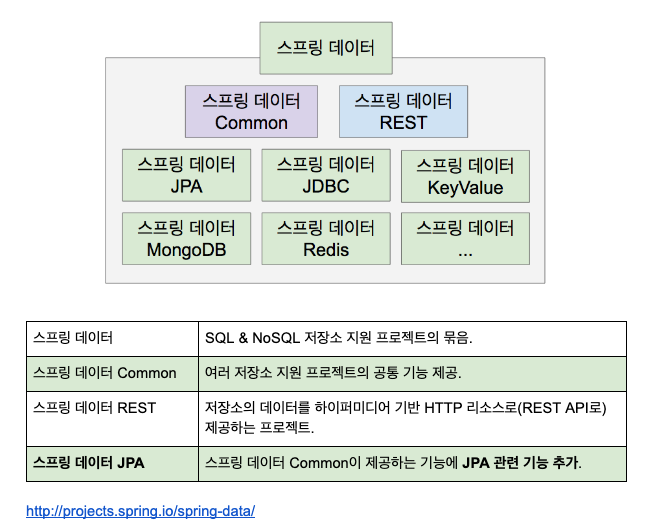 스프링 데이터
스프링 데이터
Common
스프링 데이터
REST
스프링 데이터
JPA
스프링 데이터
JDBC
스프링 데이터
KeyValue
스프링 데이터
MongoDB
스프링 데이터
Redis
스프링 데이터
...
스프링 데이터 SQL & NoSQL 저장소 지원 프로젝트의 묶음.
스프링 데이터 Common 여러 저장소 지원 프로젝트의 공통 기능 제공.
스프링 데이터 REST 저장소의 데이터를 하이퍼미디어 기반 HTTP 리소스로(REST API로)
제공하는 프로젝트.
스프링 데이터 JPA 스프링 데이터 Common이 제공하는 기능에 JPA 관련 기능 추가.
http://projects.spring.io/spring-data/